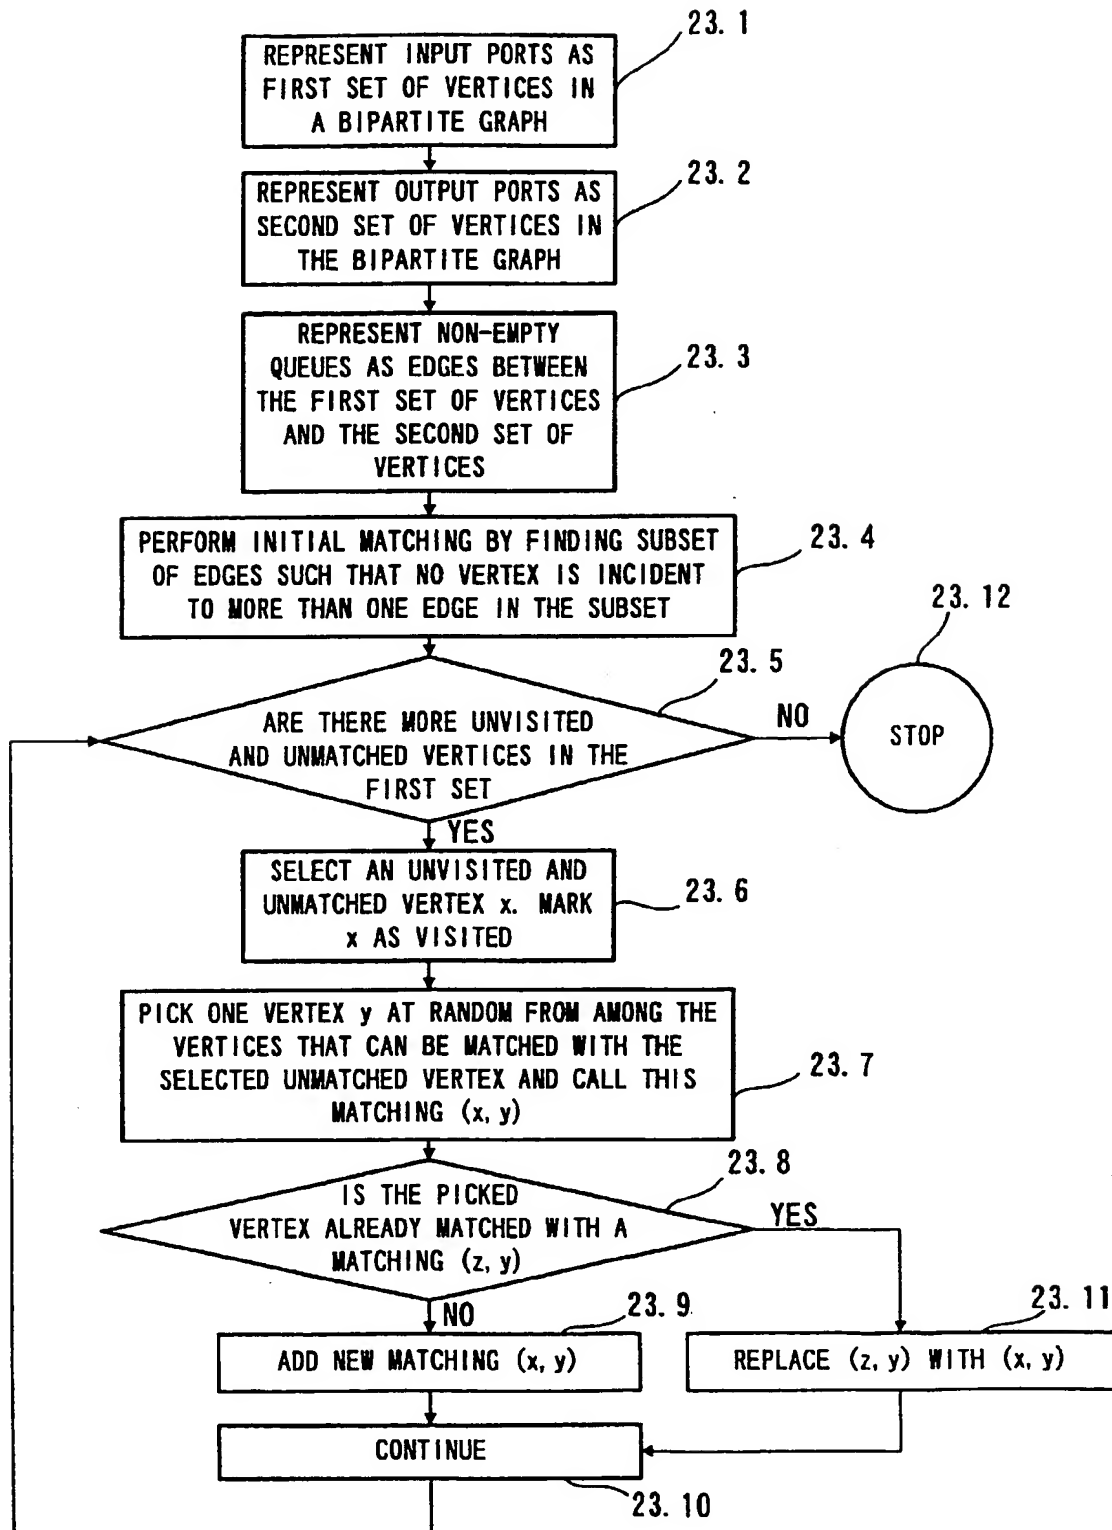 23. 1
REPRESENT INPUT PORTS AS
FIRST SET OF VERTICES IN
A BIPARTITE GRAPH
23. 2
REPRESENT OUTPUT PORTS AS
SECOND SET OF VERTICES IN
THE BIPARTITE GRAPH
23. 3
REPRESENT NON-EMPTY
QUEUES AS EDGES BETWEEN
THE FIRST SET OF VERTICES
AND THE SECOND SET OF
VERTICES
23. 4
PERFORM INITIAL MATCHING BY FINDING SUBSET
OF EDGES SUCH THAT NO VERTEX IS INCIDENT
TO MORE THAN ONE EDGE IN THE SUBSET
23. 5
ARE THERE MORE UNVISITED
AND UNMATCHED VERTICES IN THE
FIRST SET
NO
23. 12
STOP
YES
SELECT AN UNVISITED AND
UNMATCHED VERTEX x. MARK
x AS VISITED
23. 6
PICK ONE VERTEX y AT RANDOM FROM AMONG THE
VERTICES THAT CAN BE MATCHED WITH THE
SELECTED UNMATCHED VERTEX AND CALL THIS
MATCHING (x, y)
23. 7
23. 8
IS THE PICKED
VERTEX ALREADY MATCHED WITH A
MATCHING (z, y)
YES
NO
23. 9
ADD NEW MATCHING (x, y)
23. 11
REPLACE (z, y) WITH (x, y)
CONTINUE
23. 10